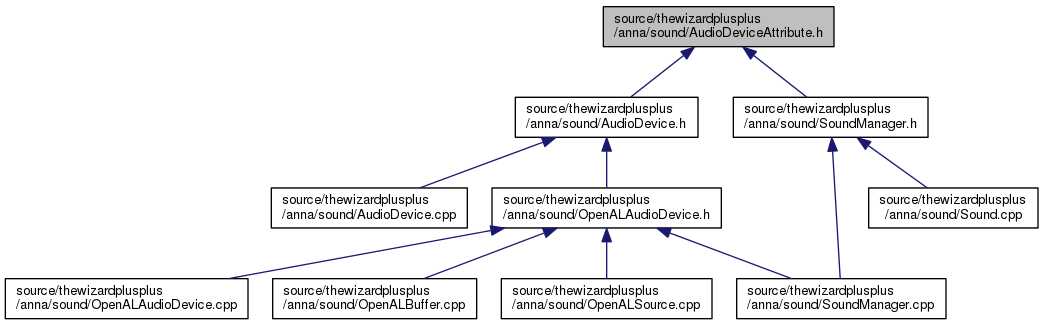 source/thewizardplusplus
/anna/sound/AudioDeviceAttribute.h
source/thewizardplusplus
/anna/sound/AudioDevice.h
source/thewizardplusplus
/anna/sound/SoundManager.h
source/thewizardplusplus
/anna/sound/AudioDevice.cpp
source/thewizardplusplus
/anna/sound/OpenALAudioDevice.h
source/thewizardplusplus
/anna/sound/Sound.cpp
source/thewizardplusplus
/anna/sound/OpenALAudioDevice.cpp
source/thewizardplusplus
/anna/sound/OpenALBuffer.cpp
source/thewizardplusplus
/anna/sound/OpenALSource.cpp
source/thewizardplusplus
/anna/sound/SoundManager.cpp